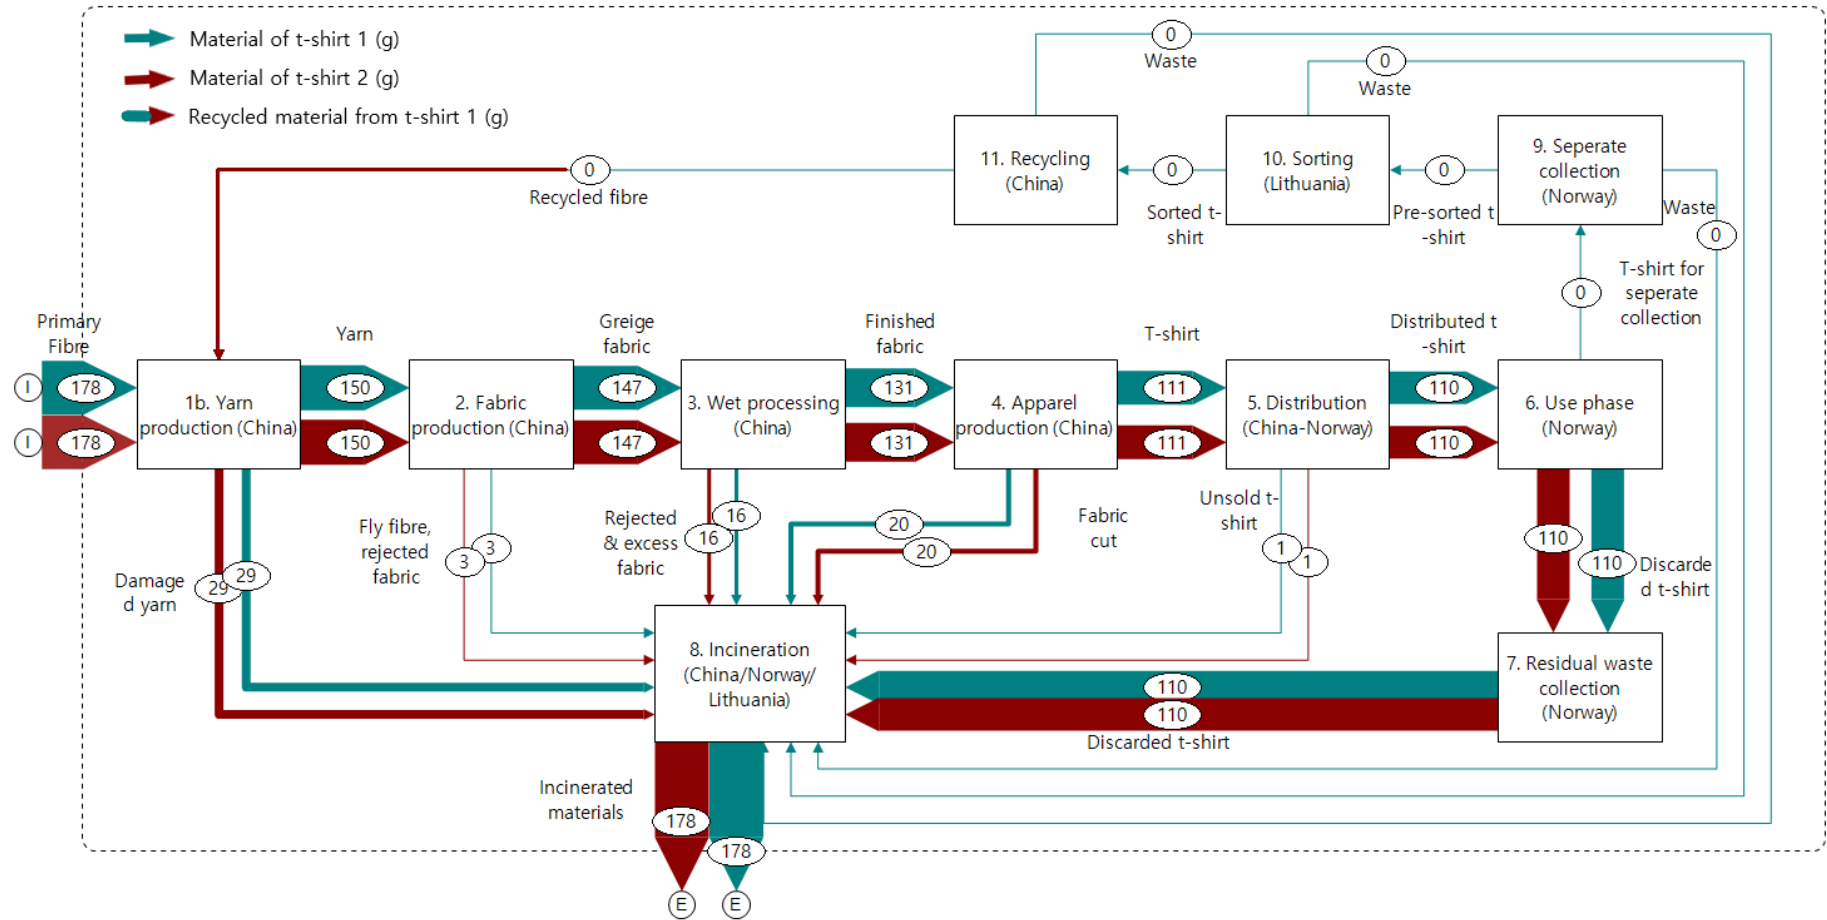 Material of t-shirt 1 (g)
Material of t-shirt 2 (g)
Recycled material from t-shirt 1 (g)
0
Waste
0
Waste
11. Recycling
(China)
10. Sorting
(Lithuania)
9. Seperate
collection
(Norway)
0
Recycled fibre
0
Sorted t-
shirt
0
Pre-sorted t
-shirt
Waste
0
T-shirt for
seperate
collection
0
Primary
Fibre
Yarn
Greige
fabric
Finished
fabric
T-shirt
Distributed t
-shirt
I
178
I
178
1b. Yarn
production (China)
150
150
2. Fabric
production (China)
147
147
3. Wet processing
(China)
131
131
4. Apparel
production (China)
111
111
5. Distribution
(China-Norway)
110
110
6. Use phase
(Norway)
Damage
d yarn
29
29
Fly fibre,
rejected
fabric
3
3
Rejected
& excess
fabric
16
16
20
20
Fabric
cut
Unsold t-
shirt
1
1
110
110
Discarde
d t-shirt
8. Incineration
(China/Norway/
Lithuania)
110
110
Discarded t-shirt
7. Residual waste
collection
(Norway)
Incinerated
materials
178
178
E
E